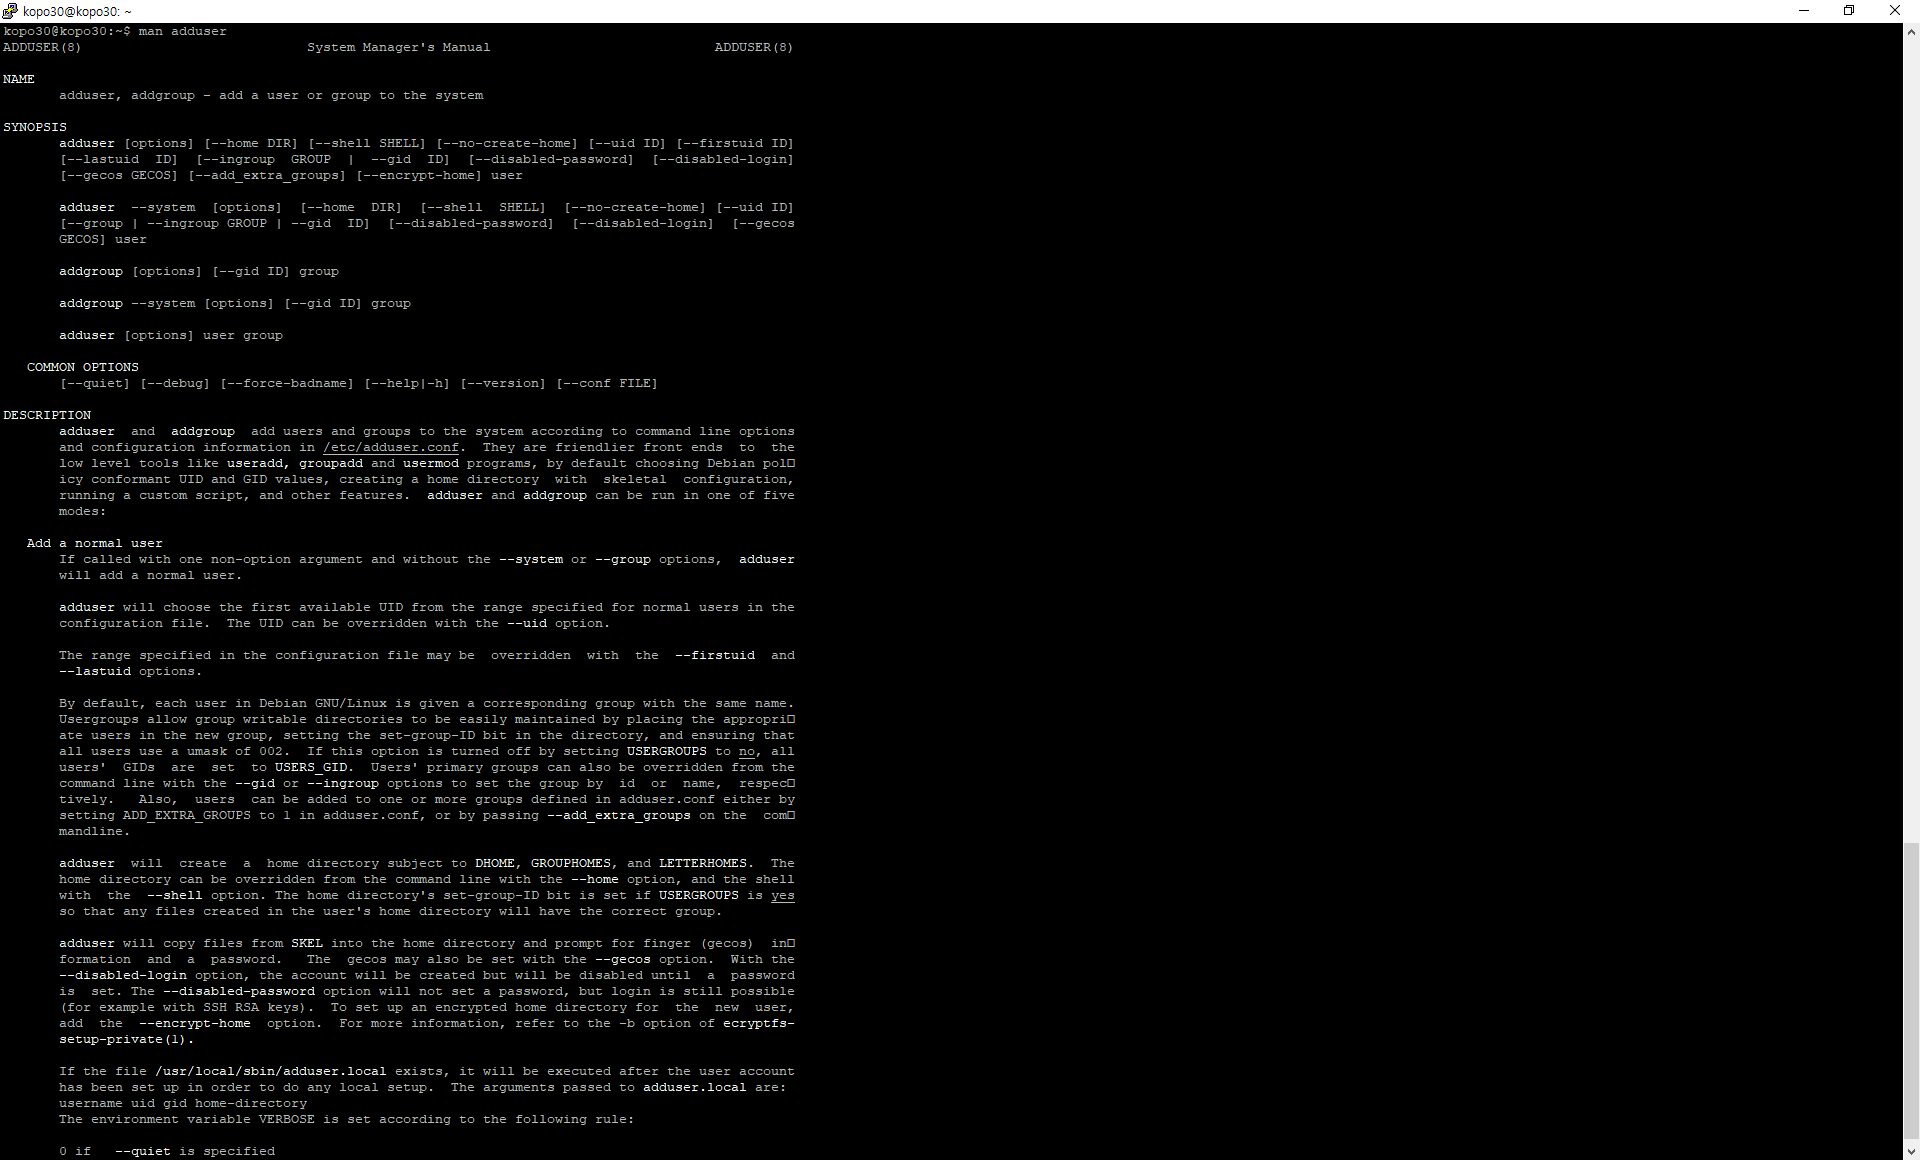 kopo30@kopo30: ~
kopo30@kopo30:~$ man adduser
ADDUSER(8) System Manager's Manual ADDUSER(8)
NAME
adduser, addgroup - add a user or group to the system
SYNOPSIS
adduser [options] [--home DIR] [--shell SHELL] [--no-create-home] [--uid ID] [--firstuid ID]
[--lastuid ID] [--ingroup GROUP | --gid ID] [--disabled-password] [--disabled-login]
[--gecos GECOS] [--add_extra_groups] [--encrypt-home] user
adduser --system [options] [--home DIR] [--shell SHELL] [--no-create-home] [--uid ID]
[--group | --ingroup GROUP | --gid ID] [--disabled-password] [--disabled-login] [--gecos
GECOS] user
addgroup [options] [--gid ID] group
addgroup --system [options] [--gid ID] group
adduser [options] user group
COMMON OPTIONS
[--quiet] [--debug] [--force-badname] [--help|-h] [--version] [--conf FILE]
DESCRIPTION
adduser and addgroup add users and groups to the system according to command line options
and configuration information in /etc/adduser.conf. They are friendlier front ends to the
low level tools like useradd, groupadd and usermod programs, by default choosing Debian pol□
icy conformant UID and GID values, creating a home directory with skeletal configuration,
running a custom script, and other features. adduser and addgroup can be run in one of five
modes:
Add a normal user
If called with one non-option argument and without the --system or --group options, adduser
will add a normal user.
adduser will choose the first available UID from the range specified for normal users in the
configuration file. The UID can be overridden with the --uid option.
The range specified in the configuration file may be overridden with the --firstuid and
--lastuid options.
By default, each user in Debian GNU/Linux is given a corresponding group with the same name.
Usergroups allow group writable directories to be easily maintained by placing the appropri□
ate users in the new group, setting the set-group-ID bit in the directory, and ensuring that
all users use a umask of 002. If this option is turned off by setting USERGROUPS to no, all
users' GIDs are set to USERS_GID. Users' primary groups can also be overridden from the
command line with the --gid or --ingroup options to set the group by id or name, respec□
tively. Also, users can be added to one or more groups defined in adduser.conf either by
setting ADD_EXTRA_GROUPS to 1 in adduser.conf, or by passing --add_extra_groups on the com□
mandline.
adduser will create a home directory subject to DHOME, GROUPHOMES, and LETTERHOMES. The
home directory can be overridden from the command line with the --home option, and the shell
with the --shell option. The home directory's set-group-ID bit is set if USERGROUPS is yes
so that any files created in the user's home directory will have the correct group.
adduser will copy files from SKEL into the home directory and prompt for finger (gecos) in□
formation and a password. The gecos may also be set with the --gecos option. With the
--disabled-login option, the account will be created but will be disabled until a password
is set. The --disabled-password option will not set a password, but login is still possible
(for example with SSH RSA keys). To set up an encrypted home directory for the new user,
add the --encrypt-home option. For more information, refer to the -b option of ecryptfs-
setup-private(1).
If the file /usr/local/sbin/adduser.local exists, it will be executed after the user account
has been set up in order to do any local setup. The arguments passed to adduser.local are:
username uid gid home-directory
The environment variable VERBOSE is set according to the following rule:
0 if --quiet is specified